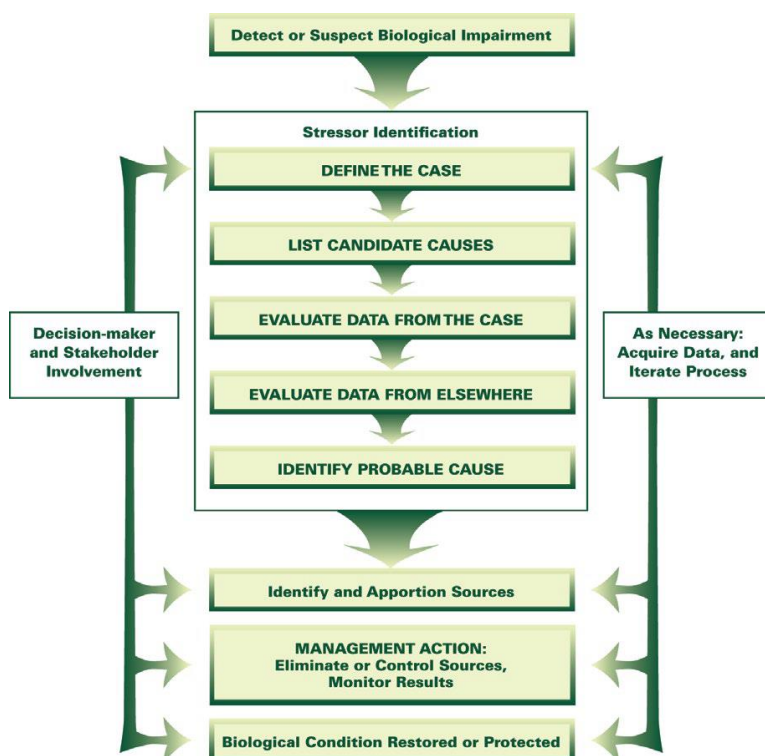 Detect or Suspect Biological Impairment
Stressor Identification
DEFINE THE CASE
LIST CANDIDATE CAUSES
EVALUATE DATA FROM THE CASE
EVALUATE DATA FROM ELSEWHERE
IDENTIFY PROBABLE CAUSE
Decision-maker
and Stakeholder
Involvement
As Necessary:
Acquire Data, and
Iterate Process
Identify and Apportion Sources
MANAGEMENT ACTION:
Eliminate or Control Sources,
Monitor Results
Biological Condition Restored or Protected